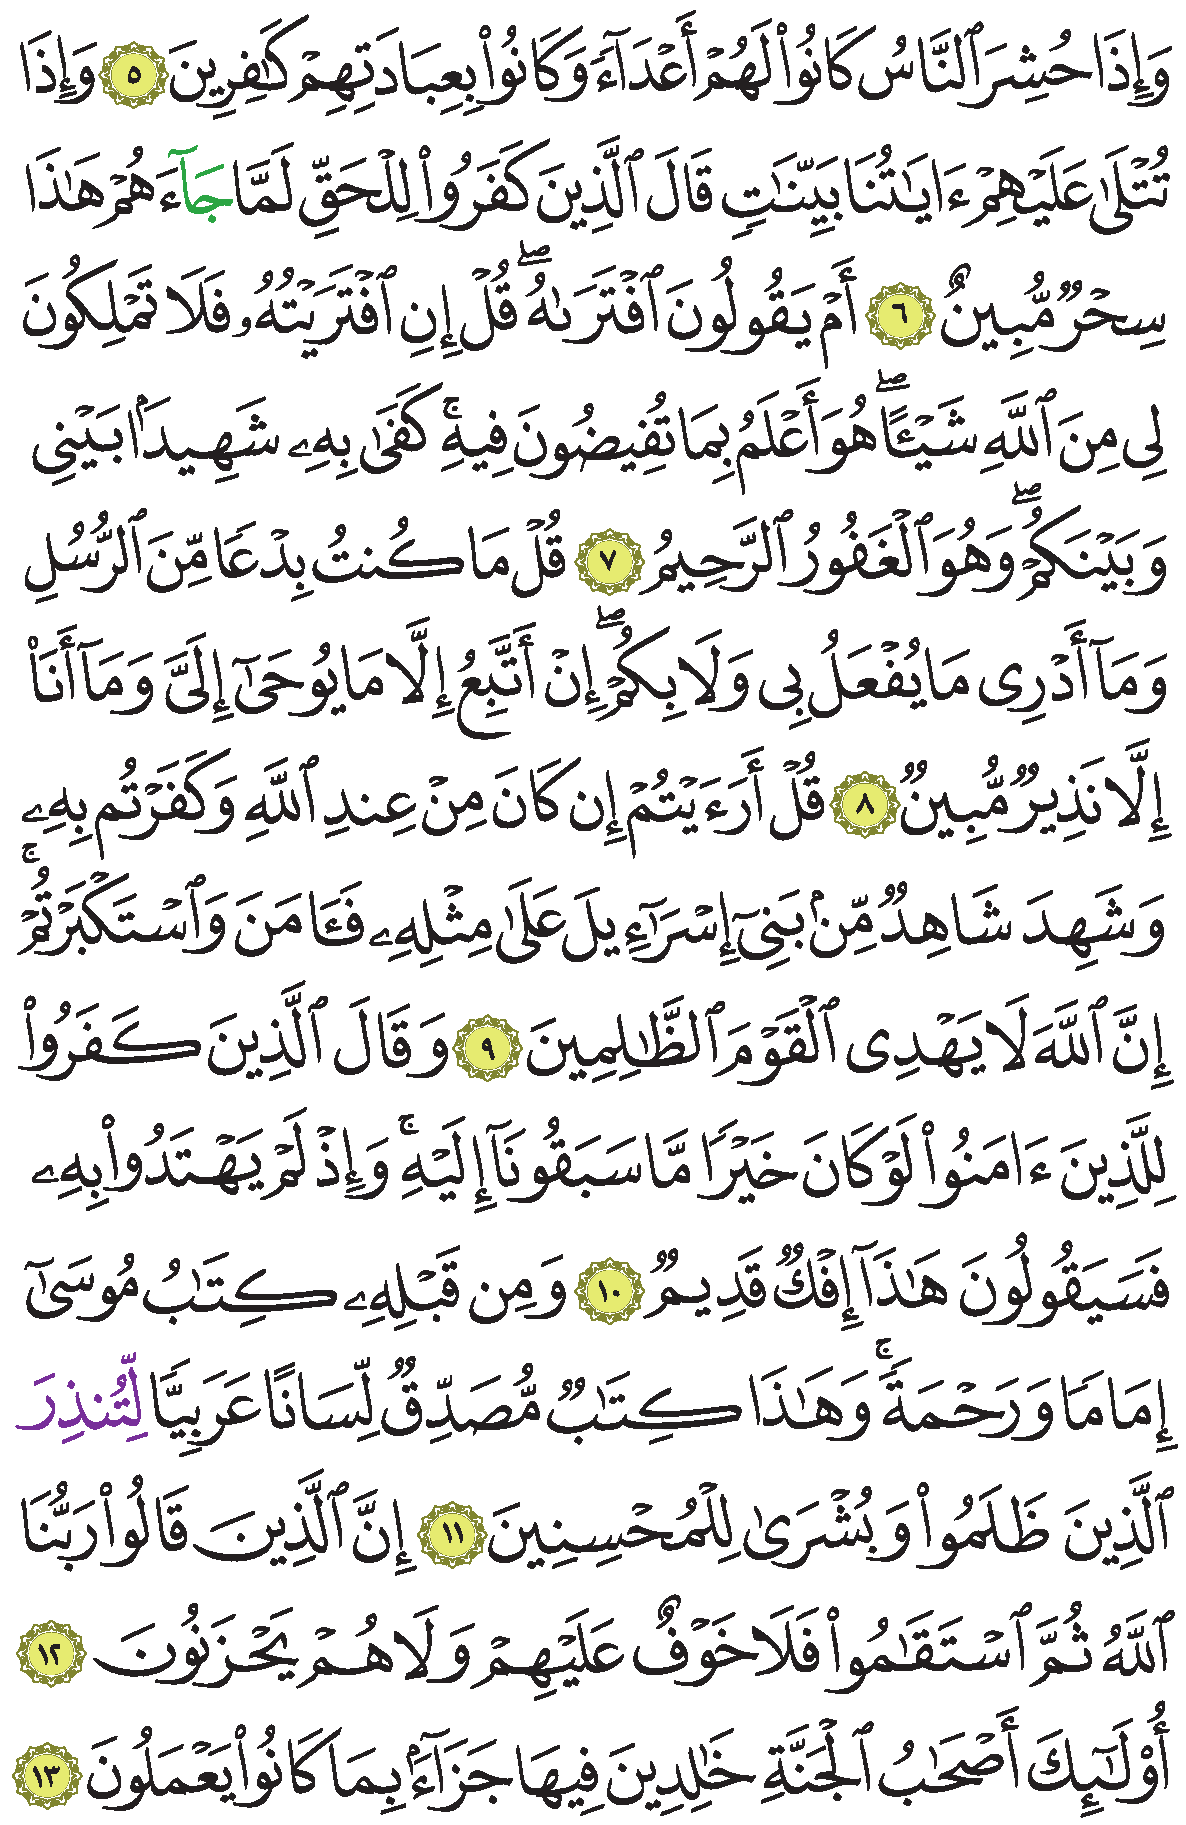 وَإِذَا حُشِرَ ٱلنَّاسُ كَانُوا۟ لَهُمْ أَعْدَآءً وَكَانُوا۟ بِعِبَادَتِهِمْ كَـٰفِرِينَ ٥ وَإِذَا
تُتْلَىٰ عَلَيْهِمْ ءَايَـٰتُنَا بَيِّنَـٰتٍ قَالَ ٱلَّذِينَ كَفَرُوا۟ لِلْحَقِّ لَمَّا جَآءَهُمْ هَـٰذَا
سِحْرٌ مُّبِينٌ ٦ أَمْ يَقُولُونَ ٱفْتَرَىٰهُ ۖ قُلْ إِنِ ٱفْتَرَيْتُهُۥ فَلَا تَمْلِكُونَ
لِى مِنَ ٱللَّهِ شَيْـًٔا ۖ هُوَ أَعْلَمُ بِمَا تُفِيضُونَ فِيهِ ۚ كَفَىٰ بِهِۦ شَهِيدًۢا بَيْنِى
وَبَيْنَكُمْ ۖ وَهُوَ ٱلْغَفُورُ ٱلرَّحِيمُ ٧ قُلْ مَا كُنتُ بِدْعًا مِّنَ ٱلرُّسُلِ
وَمَآ أَدْرِى مَا يُفْعَلُ بِى وَلَا بِكُمْ ۖ إِنْ أَتَّبِعُ إِلَّا مَا يُوحَىٰٓ إِلَىَّ وَمَآ أَنَا۠
إِلَّا نَذِيرٌ مُّبِينٌ ٨ قُلْ أَرَءَيْتُمْ إِن كَانَ مِنْ عِندِ ٱللَّهِ وَكَفَرْتُم بِهِۦ
وَشَهِدَ شَاهِدٌ مِّنۢ بَنِىٓ إِسْرَٰٓءِيلَ عَلَىٰ مِثْلِهِۦ فَـَٔامَنَ وَٱسْتَكْبَرْتُمْ ۚ
إِنَّ ٱللَّهَ لَا يَهْدِى ٱلْقَوْمَ ٱلظَّـٰلِمِينَ ٩ وَقَالَ ٱلَّذِينَ كَفَرُوا۟
لِلَّذِينَ ءَامَنُوا۟ لَوْ كَانَ خَيْرًا مَّا سَبَقُونَآ إِلَيْهِ ۚ وَإِذْ لَمْ يَهْتَدُوا۟ بِهِۦ
فَسَيَقُولُونَ هَـٰذَآ إِفْكٌ قَدِيمٌ ١٠ وَمِن قَبْلِهِۦ كِتَـٰبُ مُوسَىٰٓ
إِمَامًا وَرَحْمَةً ۚ وَهَـٰذَا كِتَـٰبٌ مُّصَدِّقٌ لِّسَانًا عَرَبِيًّا لِّتُنذِرَ
ٱلَّذِينَ ظَلَمُوا۟ وَبُشْرَىٰ لِلْمُحْسِنِينَ ١١ إِنَّ ٱلَّذِينَ قَالُوا۟ رَبُّنَا
ٱللَّهُ ثُمَّ ٱسْتَقَـٰمُوا۟ فَلَا خَوْفٌ عَلَيْهِمْ وَلَا هُمْ يَحْزَنُونَ ١٢
أُو۟لَـٰٓئِكَ أَصْحَـٰبُ ٱلْجَنَّةِ خَـٰلِدِينَ فِيهَا جَزَآءًۢ بِمَا كَانُوا۟ يَعْمَلُونَ ١٣